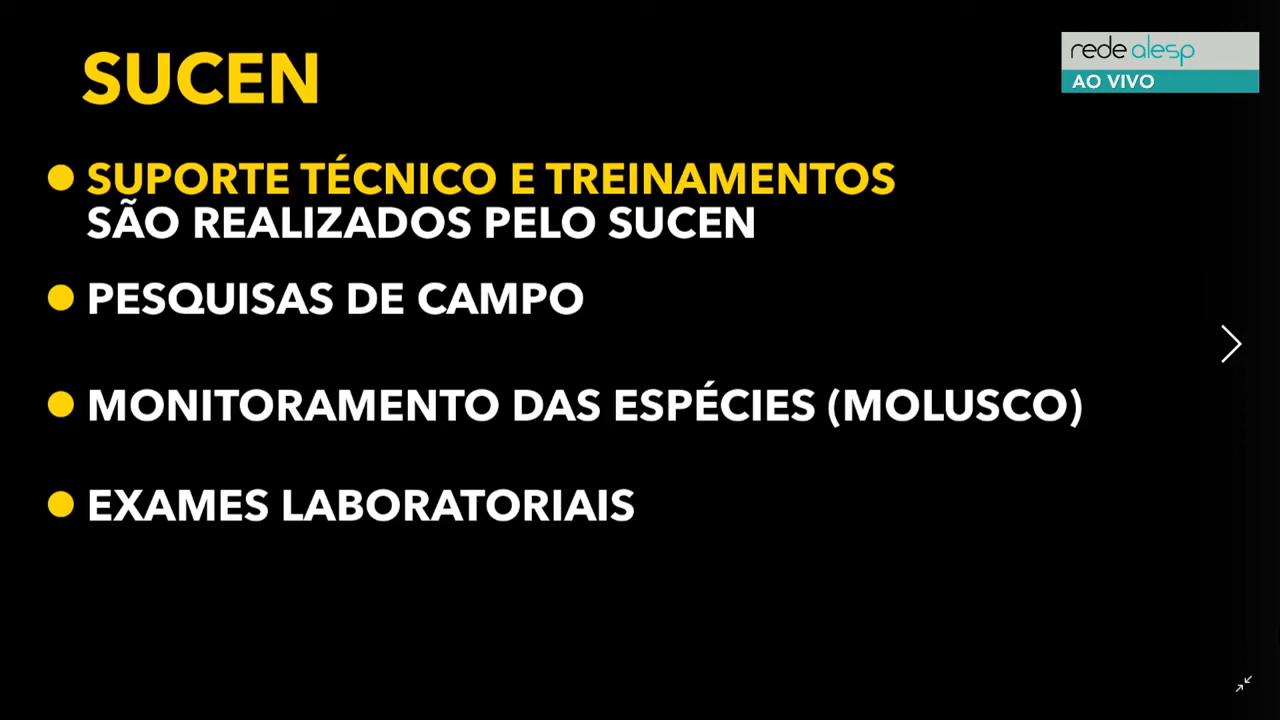 SUCEN
rede alesp
AO VIVO
● SUPORTE TÉCNICO E TREINAMENTOS
SÃO REALIZADOS PELO SUCEN
● PESQUISAS DE CAMPO
● MONITORAMENTO DAS ESPÉCIES (MOLUSCO)
● EXAMES LABORATORIAIS